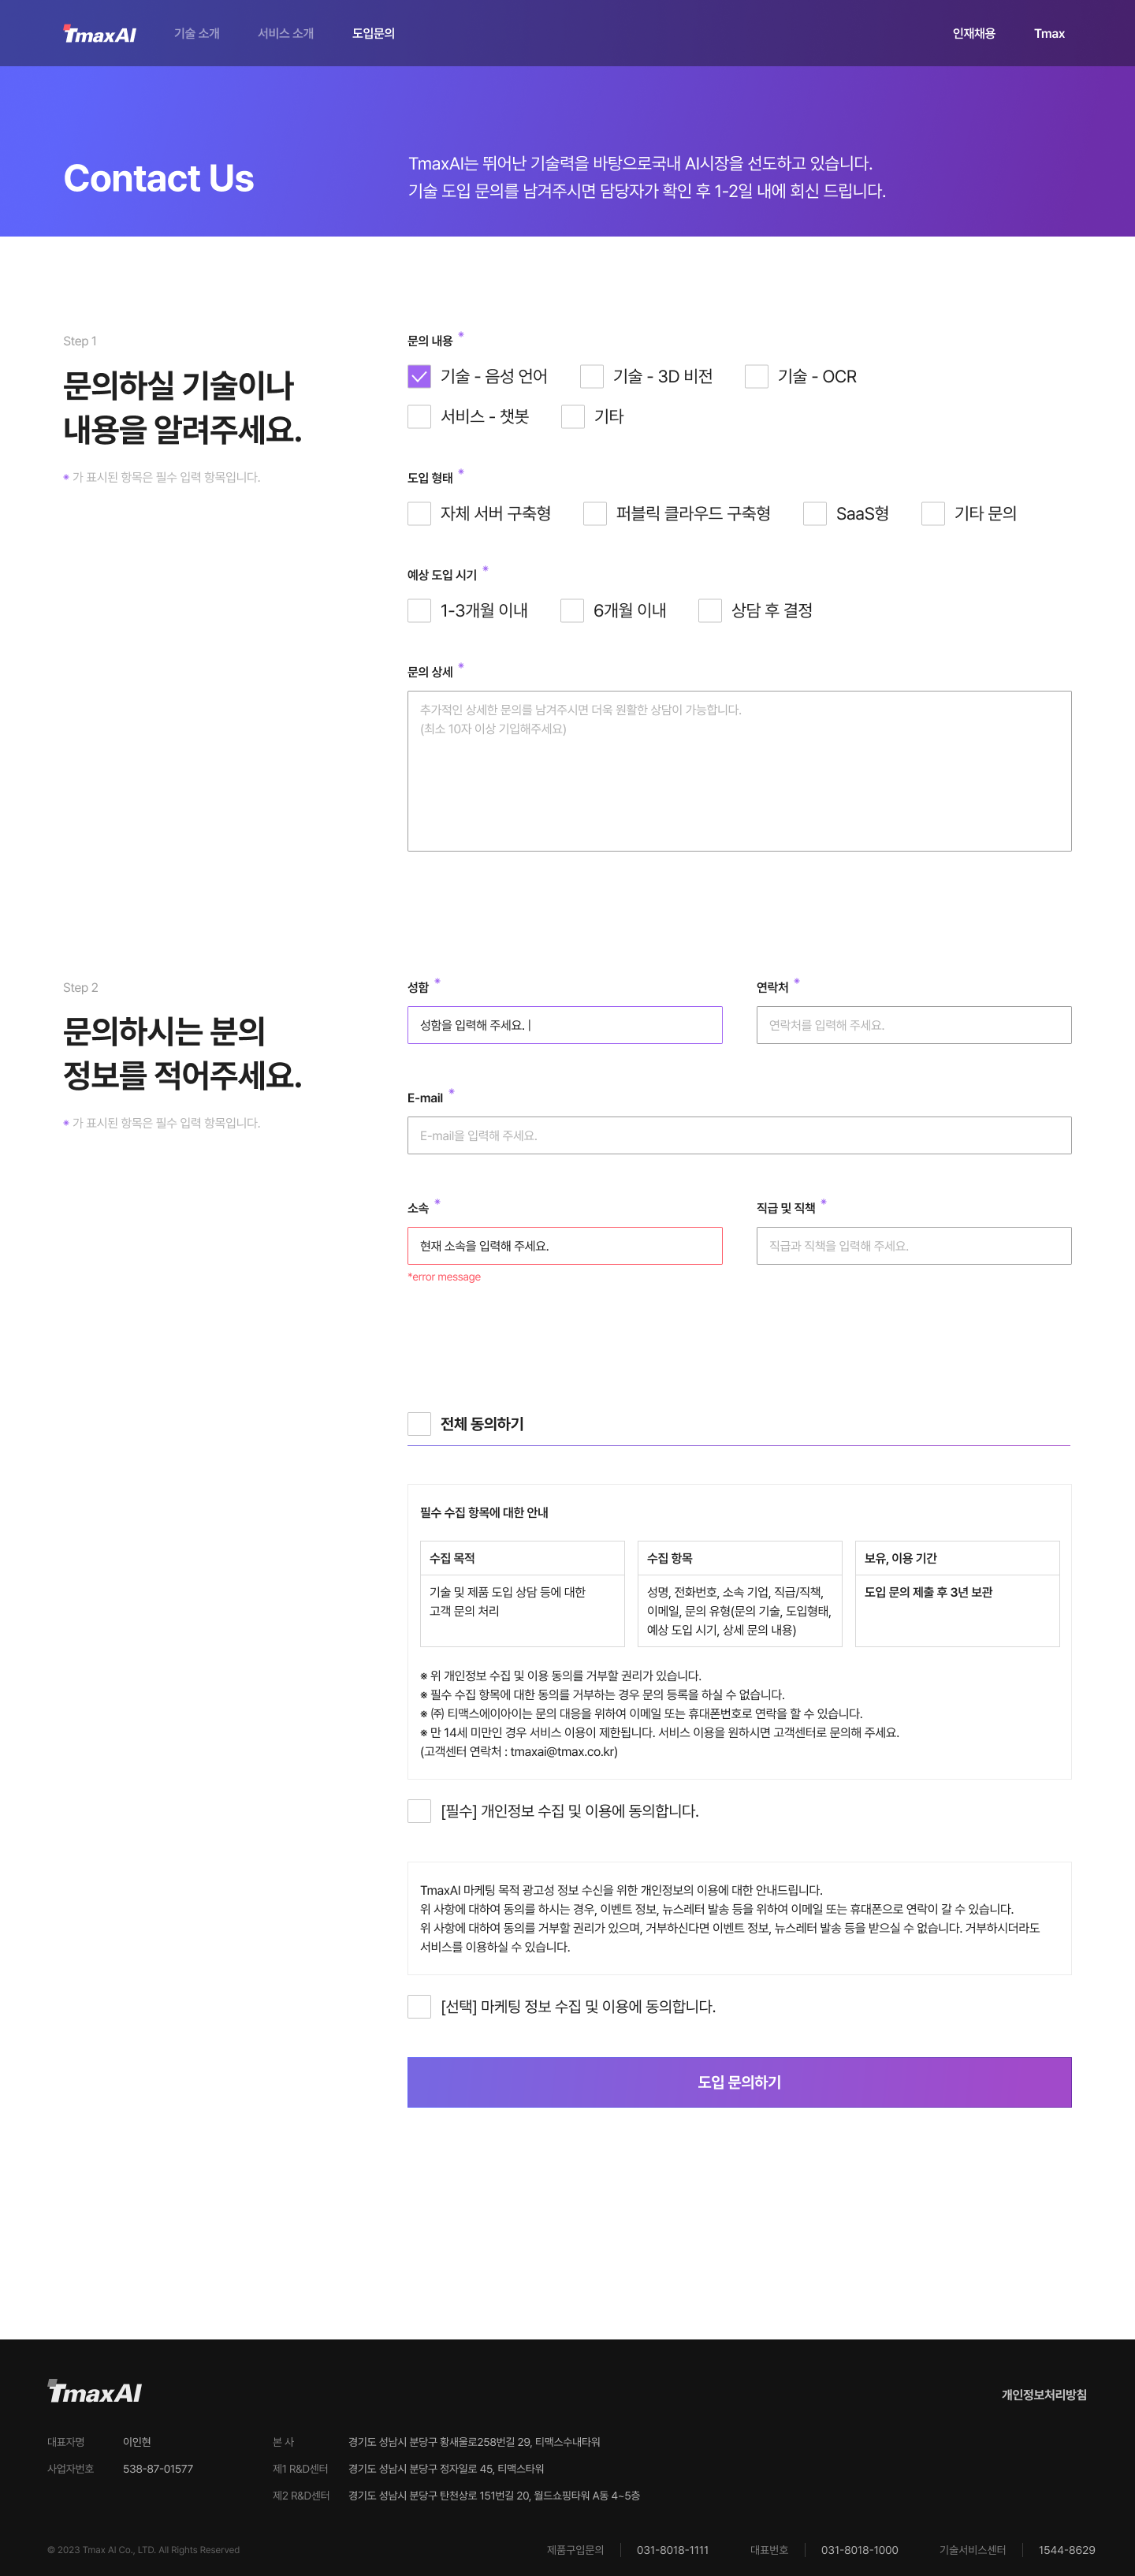 TmaxAI 기술 소개 서비스 소개 도입문의 인재채용 Tmax
Contact Us
TmaxAI는 뛰어난 기술력을 바탕으로국내 AI시장을 선도하고 있습니다.
기술 도입 문의를 남겨주시면 담당자가 확인 후 1-2일 내에 회신 드립니다.
Step 1
문의하실 기술이나
내용을 알려주세요.
* 가 표시된 항목은 필수 입력 항목입니다.
문의 내용 *
기술 - 음성 언어 기술 - 3D 비전 기술 - OCR
서비스 - 챗봇 기타
도입 형태 *
자체 서버 구축형 퍼블릭 클라우드 구축형 SaaS형 기타 문의
예상 도입 시기 *
1-3개월 이내 6개월 이내 상담 후 결정
문의 상세 *
추가적인 상세한 문의를 남겨주시면 더욱 원활한 상담이 가능합니다.
(최소 10자 이상 기입해주세요)
Step 2
문의하시는 분의
정보를 적어주세요.
* 가 표시된 항목은 필수 입력 항목입니다.
성함 * 연락처 *
성함을 입력해 주세요. | 연락처를 입력해 주세요.
E-mail *
E-mail을 입력해 주세요.
소속 * 직급 및 직책 *
현재 소속을 입력해 주세요. 직급과 직책을 입력해 주세요.
*error message
전체 동의하기
필수 수집 항목에 대한 안내
수집 목적
기술 및 제품 도입 상담 등에 대한
고객 문의 처리
수집 항목
성명, 전화번호, 소속 기업, 직급/직책,
이메일, 문의 유형(문의 기술, 도입형태,
예상 도입 시기, 상세 문의 내용)
보유, 이용 기간
도입 문의 제출 후 3년 보관
※ 위 개인정보 수집 및 이용 동의를 거부할 권리가 있습니다.
※ 필수 수집 항목에 대한 동의를 거부하는 경우 문의 등록을 하실 수 없습니다.
※ ㈜ 티맥스에이아이는 문의 대응을 위하여 이메일 또는 휴대폰번호로 연락을 할 수 있습니다.
※ 만 14세 미만인 경우 서비스 이용이 제한됩니다. 서비스 이용을 원하시면 고객센터로 문의해 주세요.
(고객센터 연락처 : tmaxai@tmax.co.kr)
[필수] 개인정보 수집 및 이용에 동의합니다.
TmaxAI 마케팅 목적 광고성 정보 수신을 위한 개인정보의 이용에 대한 안내드립니다.
위 사항에 대하여 동의를 하시는 경우, 이벤트 정보, 뉴스레터 발송 등을 위하여 이메일 또는 휴대폰으로 연락이 갈 수 있습니다.
위 사항에 대하여 동의를 거부할 권리가 있으며, 거부하신다면 이벤트 정보, 뉴스레터 발송 등을 받으실 수 없습니다. 거부하시더라도
서비스를 이용하실 수 있습니다.
[선택] 마케팅 정보 수집 및 이용에 동의합니다.
도입 문의하기
TmaxAI 개인정보처리방침
대표자명 이인현 본 사 경기도 성남시 분당구 황새울로258번길 29, 티맥스수내타워
사업자번호 538-87-01577 제1 R&D센터 경기도 성남시 분당구 정자일로 45, 티맥스타워
제2 R&D센터 경기도 성남시 분당구 탄천상로 151번길 20, 월드쇼핑타워 A동 4~5층
© 2023 Tmax AI Co., LTD. All Rights Reserved 제품구입문의 031-8018-1111 대표번호 031-8018-1000 기술서비스센터 1544-8629